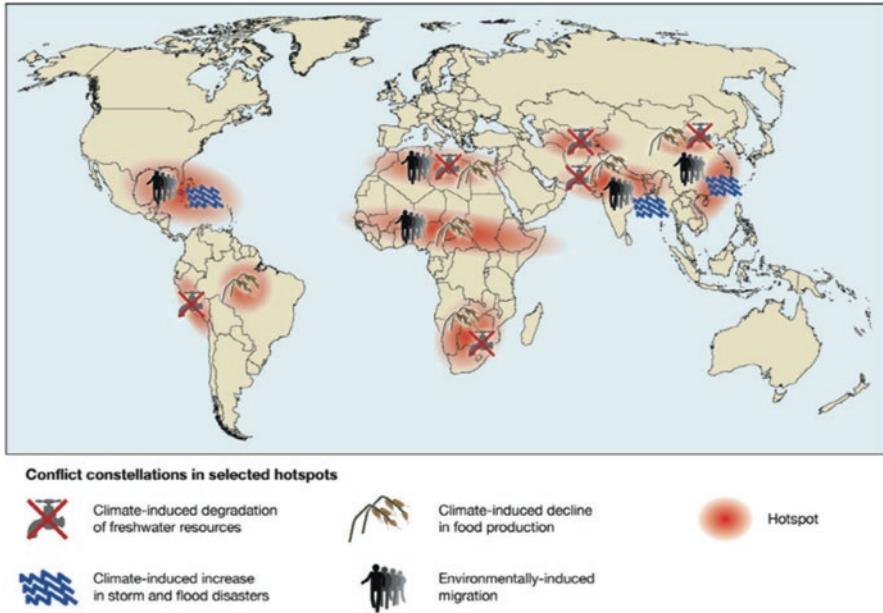 Conflict constellations in selected hotspots
Climate-induced degradation
of freshwater resources
Climate-induced decline
in food production
Hotspot
Climate-induced increase
in storm and flood disasters
Environmentally-induced
migration